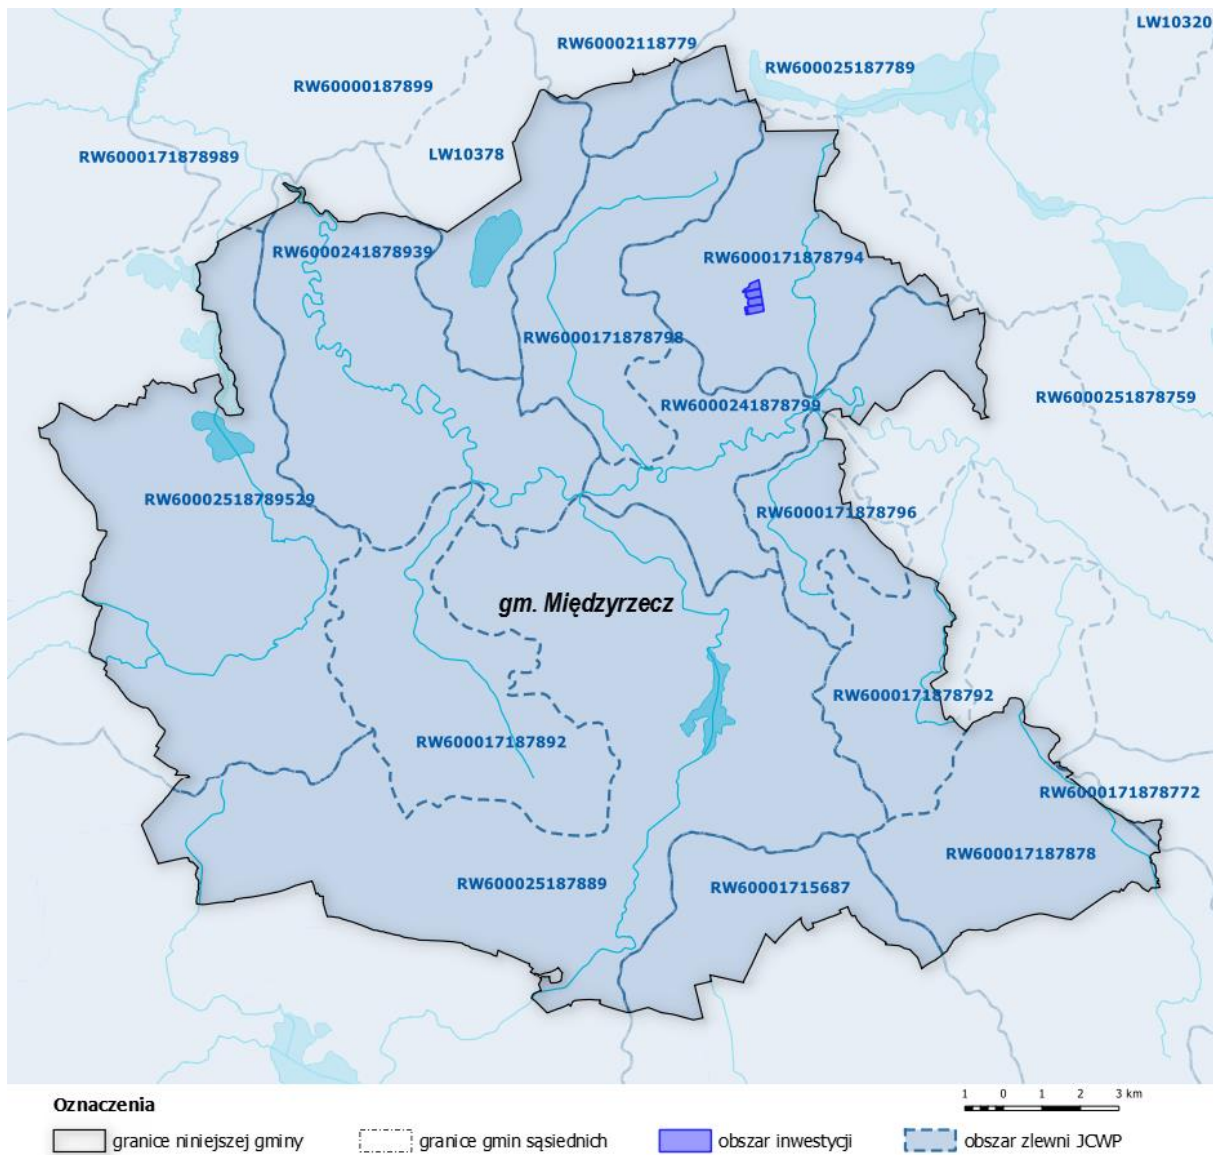 LW10320
RW60002118779
RW600025187789
RW60000187899
LW10378
RW6000171878989
RW6000241878939
RW6000171878794
RW6000171878798
RW6000251878759
RW6000241878799
RW60002518789529
RW6000171878796
gm. Międzyrzecz
RW6000171878792
RW600017187892
RW6000171878772
RW600017187878
RW600025187889
RW60001715687
Oznaczenia
1 0 1 2 3 km
granice niniejszej gminy
granice gmin sąsiednich
obszar inwestycji
obszar zlewni JCWP